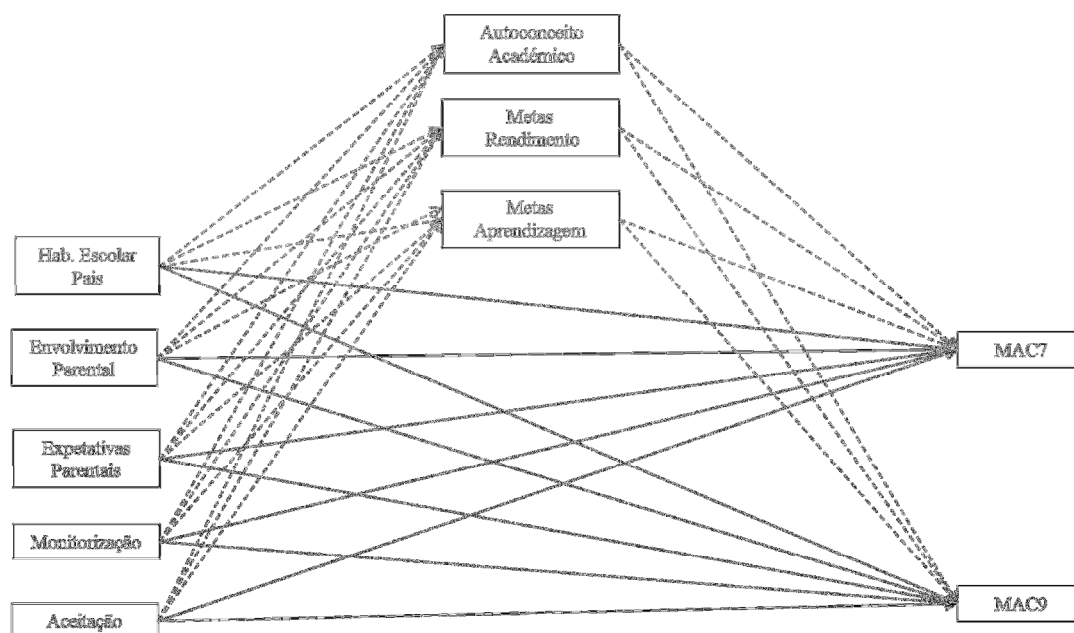 Autoconceito
Académico
Metas
Rendimento
Metas
Aprendizagem
Hab. Escolar
Pais
Envolvimento
Parental
Expetativas
Parentais
Monitorização
Aceitação
MAC7
MAC9